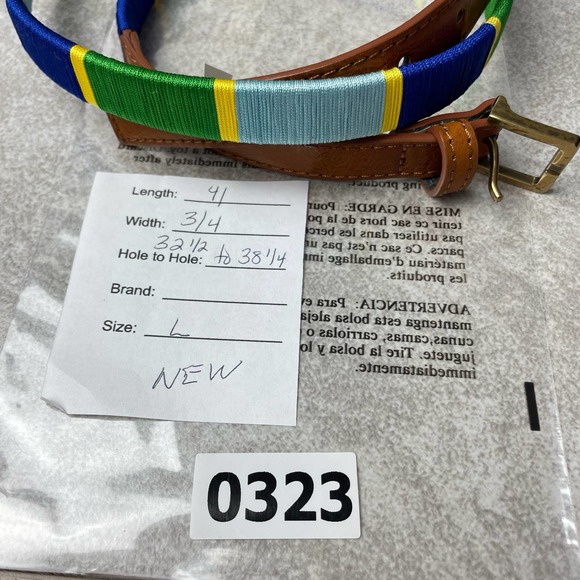 Length: 41
Width: 3/4
32 1/2
Hole to Hole: to 38 1/4
Brand:
Size: L
NEW
0323
after
immediately
ing product.
MISE EN GARDE: Pour
tenir ce sac hors de la po
pas utiliser dans les berce
parcs. Ce sac n'est pas un
matériau d'emballage imm
les produits.
ADVERTENCIA: Para ev
mantenga esta bolsa aleja
cunas, camas, carriolas o
juguete. Tire la bolsa y lo
inmediatamente.